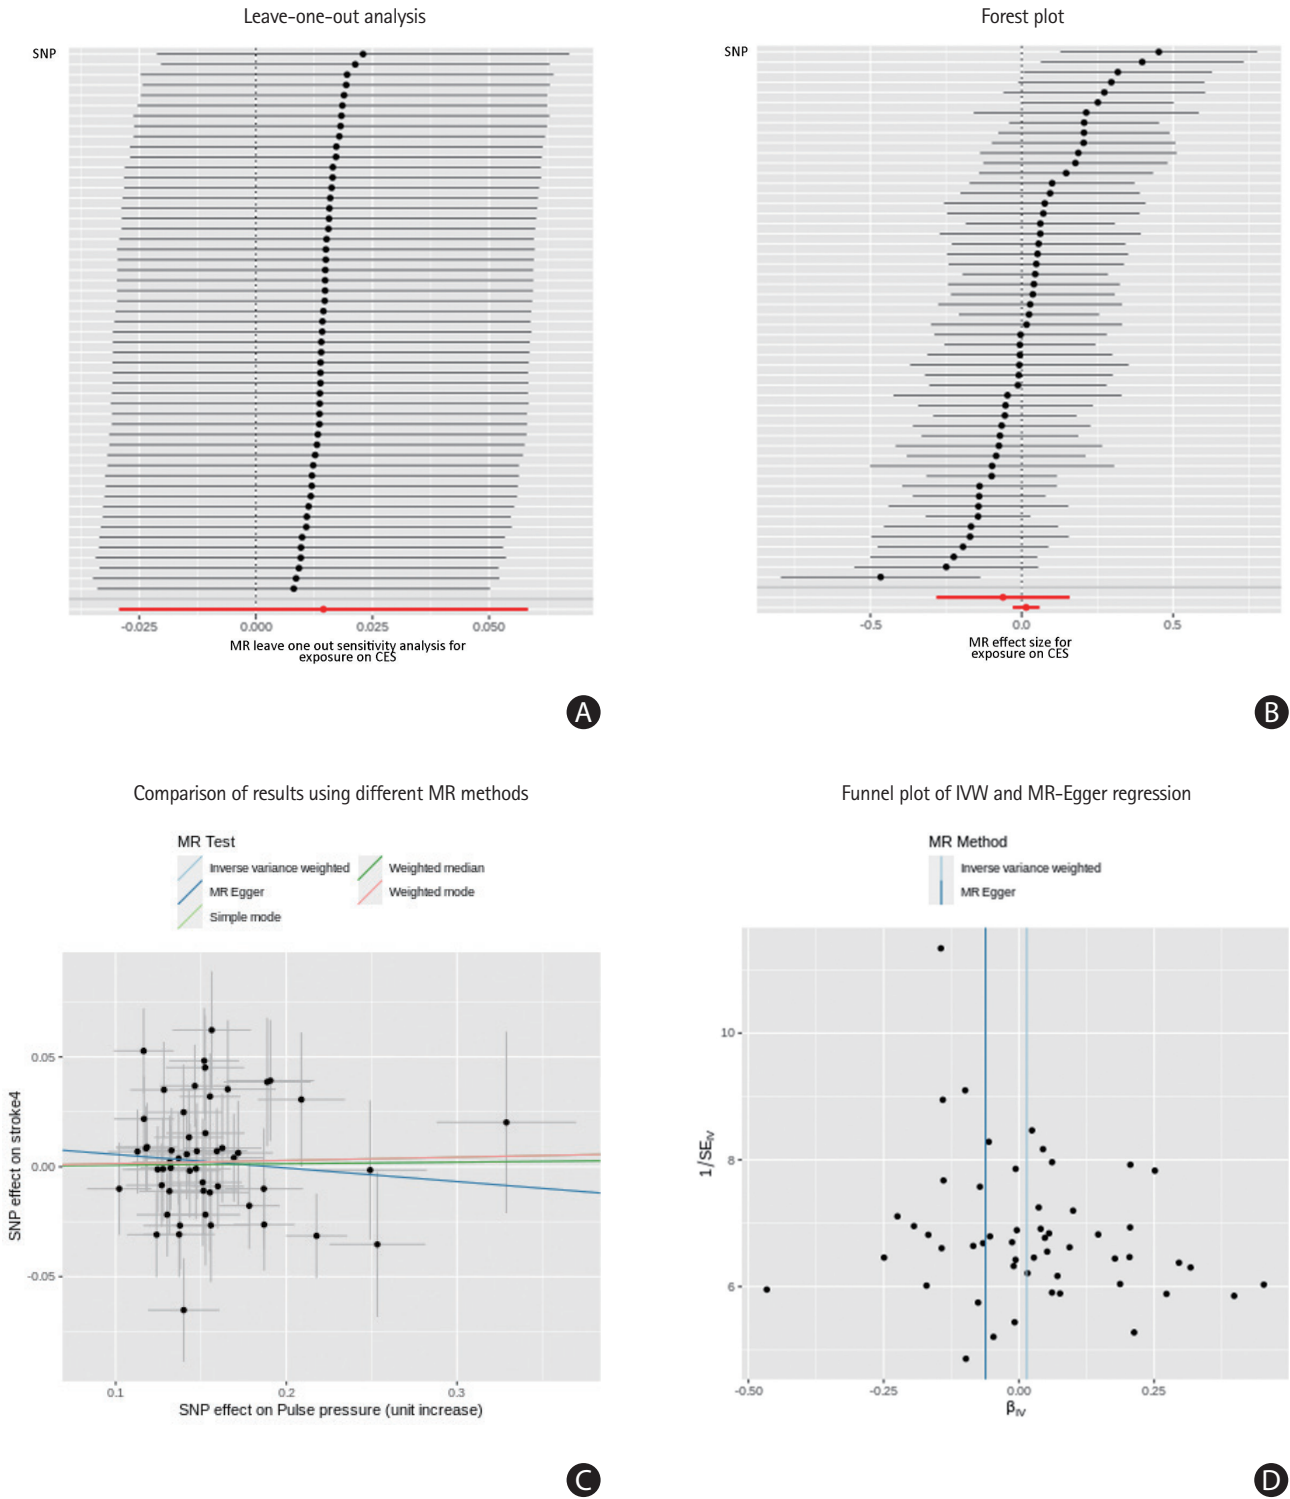 Leave-one-out analysis
SNP
-0.025 0.000 0.025 0.050
MR leave one out sensitivity analysis for
exposure on CES
A
Forest plot
SNP
-0.5 0.0 0.5
MR effect size for
exposure on CES
B
Comparison of results using different MR methods
MR Test
Inverse variance weighted Weighted median
MR Egger Weighted mode
Simple mode
SNP effect on stroke4
0.05
0.00
-0.05
0.1 0.2 0.3
SNP effect on Pulse pressure (unit increase)
C
Funnel plot of IVW and MR-Egger regression
MR Method
Inverse variance weighted
MR Egger
1/SEIV
10
8
6
-0.50 -0.25 0.00 0.25
βIV
D